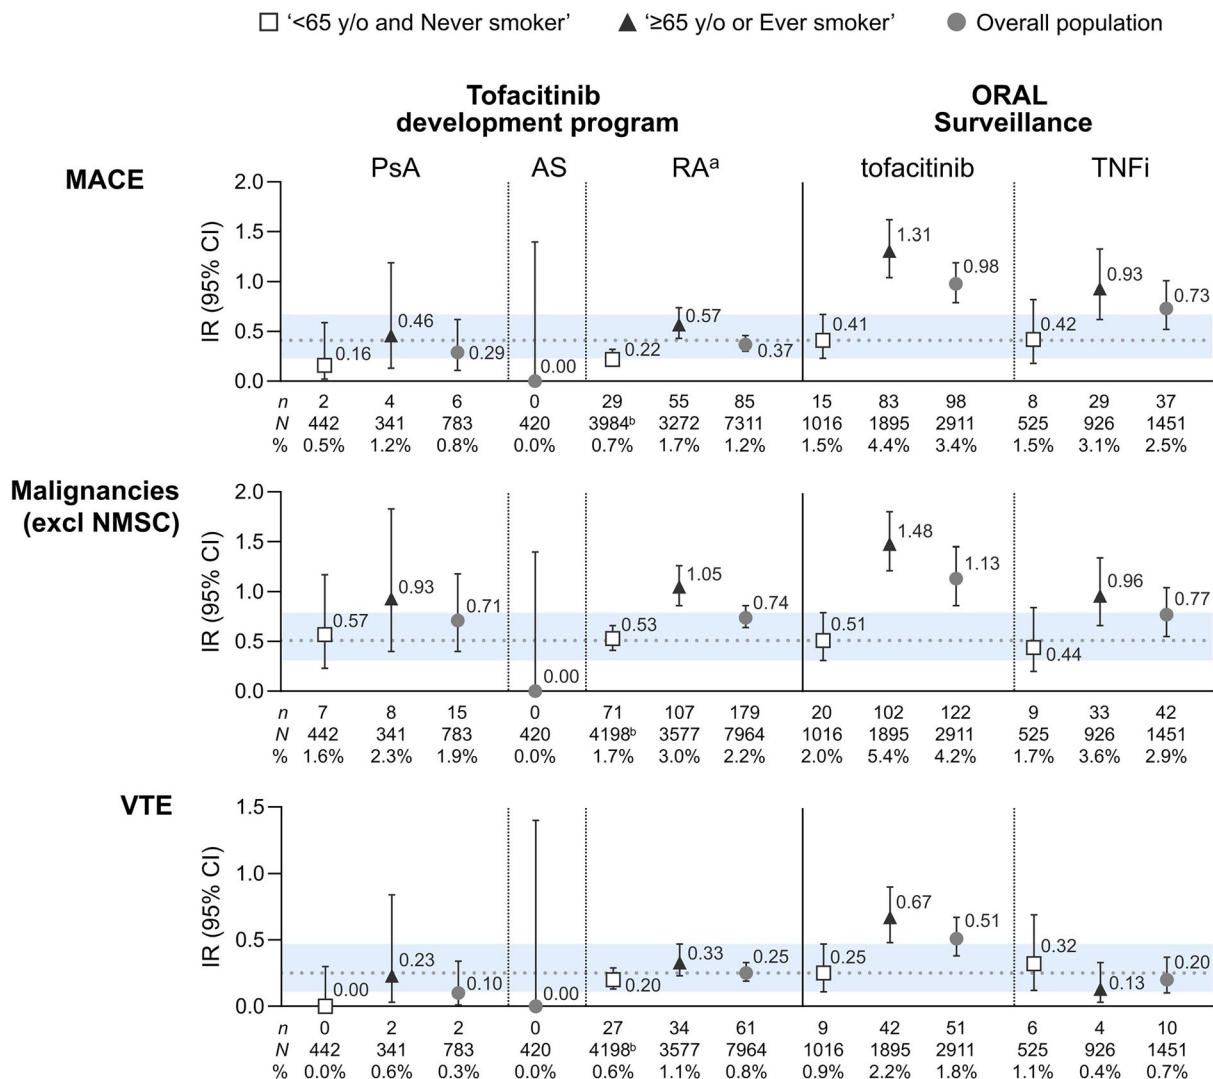 ‘<65 y/o and Never smoker’ ‘≥65 y/o or Ever smoker’ Overall population
Tofacitinib
development program
ORAL
Surveillance
MACE
PsA AS RAᵃ tofacitinib TNFi
IR (95% CI)
2.0
1.5
1.0
0.5
0.0
0.16 0.46 0.29 0.00 0.22 0.57 0.37 0.41 1.31 0.98 0.42 0.93 0.73
n 2 4 6 0 29 55 85 15 83 98 8 29 37
N 442 341 783 420 3984ᵇ 3272 7311 1016 1895 2911 525 926 1451
% 0.5% 1.2% 0.8% 0.0% 0.7% 1.7% 1.2% 1.5% 4.4% 3.4% 1.5% 3.1% 2.5%
Malignancies
(excl NMSC)
IR (95% CI)
2.0
1.5
1.0
0.5
0.0
0.57 0.93 0.71 0.00 0.53 1.05 0.74 0.51 1.48 1.13 0.44 0.96 0.77
n 7 8 15 0 71 107 179 20 102 122 9 33 42
N 442 341 783 420 4198ᵇ 3577 7964 1016 1895 2911 525 926 1451
% 1.6% 2.3% 1.9% 0.0% 1.7% 3.0% 2.2% 2.0% 5.4% 4.2% 1.7% 3.6% 2.9%
VTE
IR (95% CI)
1.5
1.0
0.5
0.0
0.00 0.23 0.10 0.00 0.20 0.33 0.25 0.25 0.67 0.51 0.32 0.13 0.20
n 0 2 2 0 27 34 61 9 42 51 6 4 10
N 442 341 783 420 4198ᵇ 3577 7964 1016 1895 2911 525 926 1451
% 0.0% 0.6% 0.3% 0.0% 0.6% 1.1% 0.8% 0.9% 2.2% 1.8% 1.1% 0.4% 0.7%